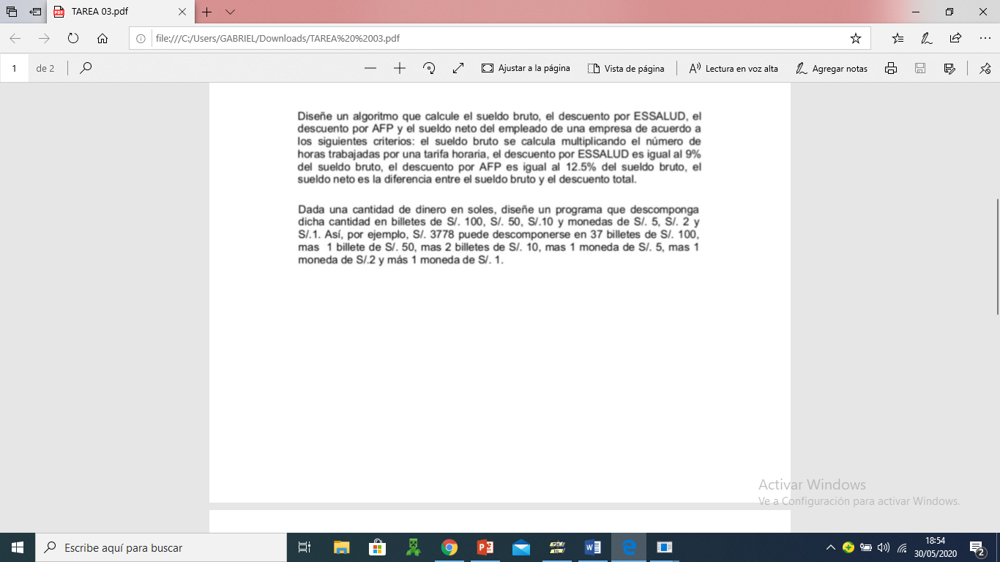 TAREA 03.pdf
file:///C:/Users/GABRIEL/Downloads/TAREA%20%2003.pdf
1 de 2 Ajustar a la página Vista de página Lectura en voz alta Agregar notas
Diseñe un algoritmo que calcule el sueldo bruto, el descuento por ESSALUD, el
descuento por AFP y el sueldo neto del empleado de una empresa de acuerdo a
los siguientes criterios: el sueldo bruto se calcula multiplicando el número de
horas trabajadas por una tarifa horaria, el descuento por ESSALUD es igual al 9%
del sueldo bruto, el descuento por AFP es igual al 12.5% del sueldo bruto, el
sueldo neto es la diferencia entre el sueldo bruto y el descuento total.
Dada una cantidad de dinero en soles, diseñe un programa que descomponga
dicha cantidad en billetes de S/. 100, S/. 50, S/.10 y monedas de S/. 5, S/. 2 y
S/.1. Así, por ejemplo, S/. 3778 puede descomponerse en 37 billetes de S/. 100,
mas 1 billete de S/. 50, mas 2 billetes de S/. 10, mas 1 moneda de S/. 5, mas 1
moneda de S/.2 y más 1 moneda de S/. 1.
Activar Windows
Ve a Configuración para activar Windows.
Escribe aquí para buscar
18:54
30/05/2020
2